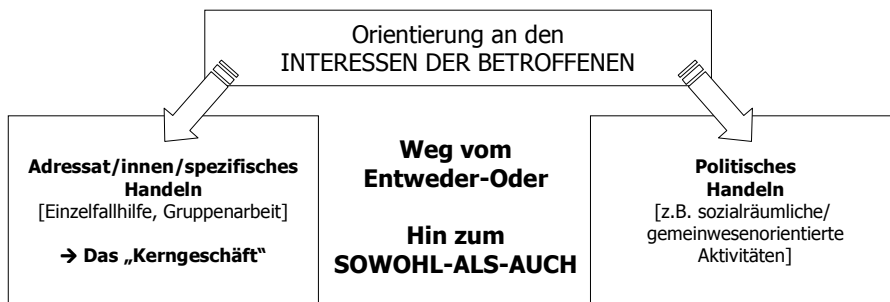 Orientierung an den
INTERESSEN DER BETROFFENEN
Adressat/innen/spezifisches
Handeln
[Einzelfallhilfe, Gruppenarbeit]
→ Das „Kerngeschäft“
Weg vom
Entweder-Oder
Hin zum
SOWOHL-ALS-AUCH
Politisches
Handeln
[z.B. sozialräumliche/
gemeinwesenorientierte
Aktivitäten]